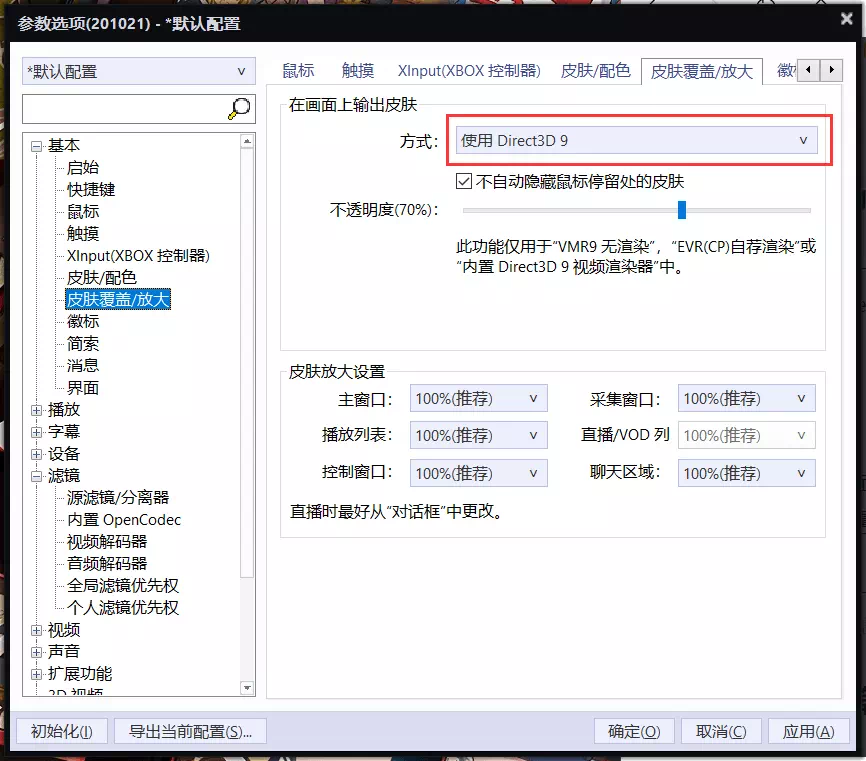 参数选项(201021) - *默认配置
*默认配置
基本
启始
快捷键
鼠标
触摸
XInput(XBOX 控制器)
皮肤/配色
皮肤覆盖/放大
徽标
简索
消息
界面
播放
字幕
设备
滤镜
源滤镜/分离器
内置 OpenCodec
视频解码器
音频解码器
全局滤镜优先权
个人滤镜优先权
视频
声音
扩展功能
3D 视频
鼠标 触摸 XInput(XBOX 控制器) 皮肤/配色 皮肤覆盖/放大 徽
在画面上输出皮肤
方式: 使用 Direct3D 9
不自动隐藏鼠标停留处的皮肤
不透明度(70%):
此功能仅用于“VMR9 无渲染”，“EVR(CP)自荐渲染”或
“内置 Direct3D 9 视频渲染器”中。
皮肤放大设置
主窗口: 100%(推荐) 采集窗口: 100%(推荐)
播放列表: 100%(推荐) 直播/VOD 列 100%(推荐)
控制窗口: 100%(推荐) 聊天区域: 100%(推荐)
直播时最好从“对话框”中更改。
初始化(I) 导出当前配置(S)... 确定(O) 取消(C) 应用(A)